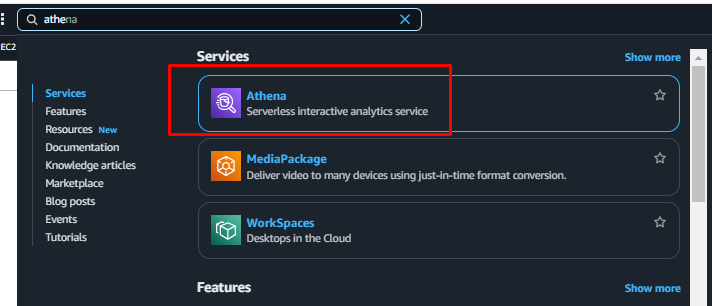 athena
EC2
Services
Show more
Services
Features
Resources New
Documentation
Knowledge articles
Marketplace
Blog posts
Events
Tutorials
Athena
Serverless interactive analytics service
MediaPackage
Deliver video to many devices using just-in-time format conversion.
WorkSpaces
Desktops in the Cloud
Features
Show more